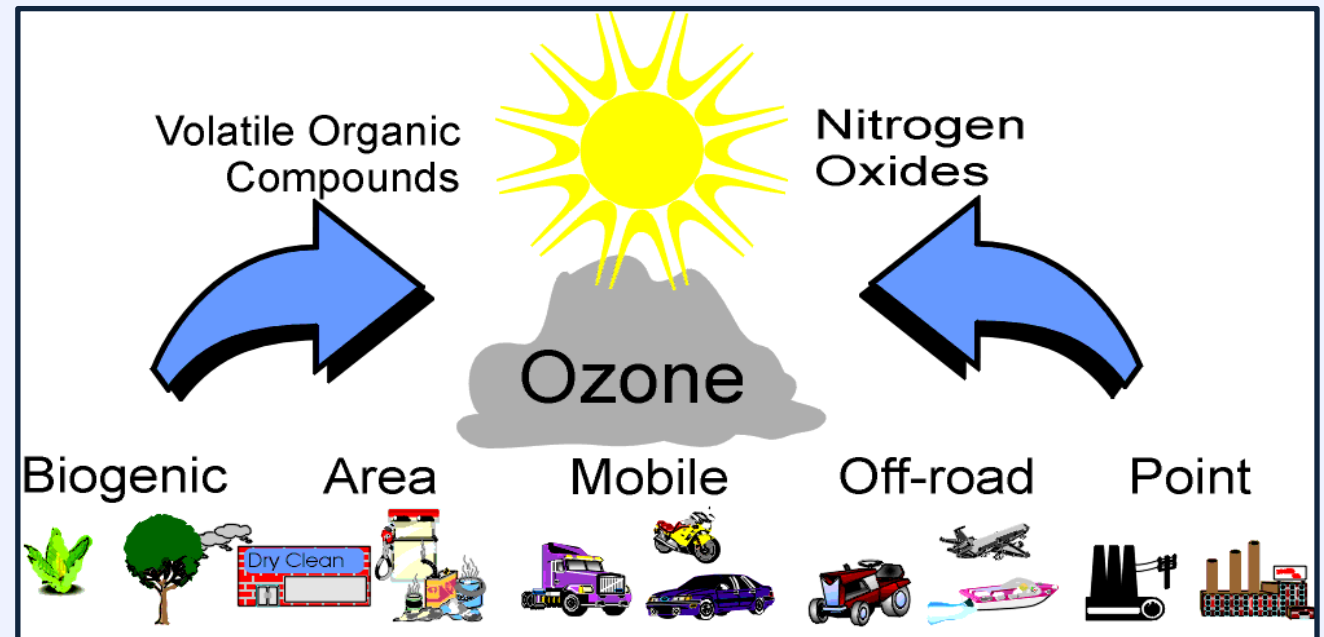 Volatile Organic
Compounds
Nitrogen
Oxides
Ozone
Biogenic Area Mobile Off-road Point
Dry Clean